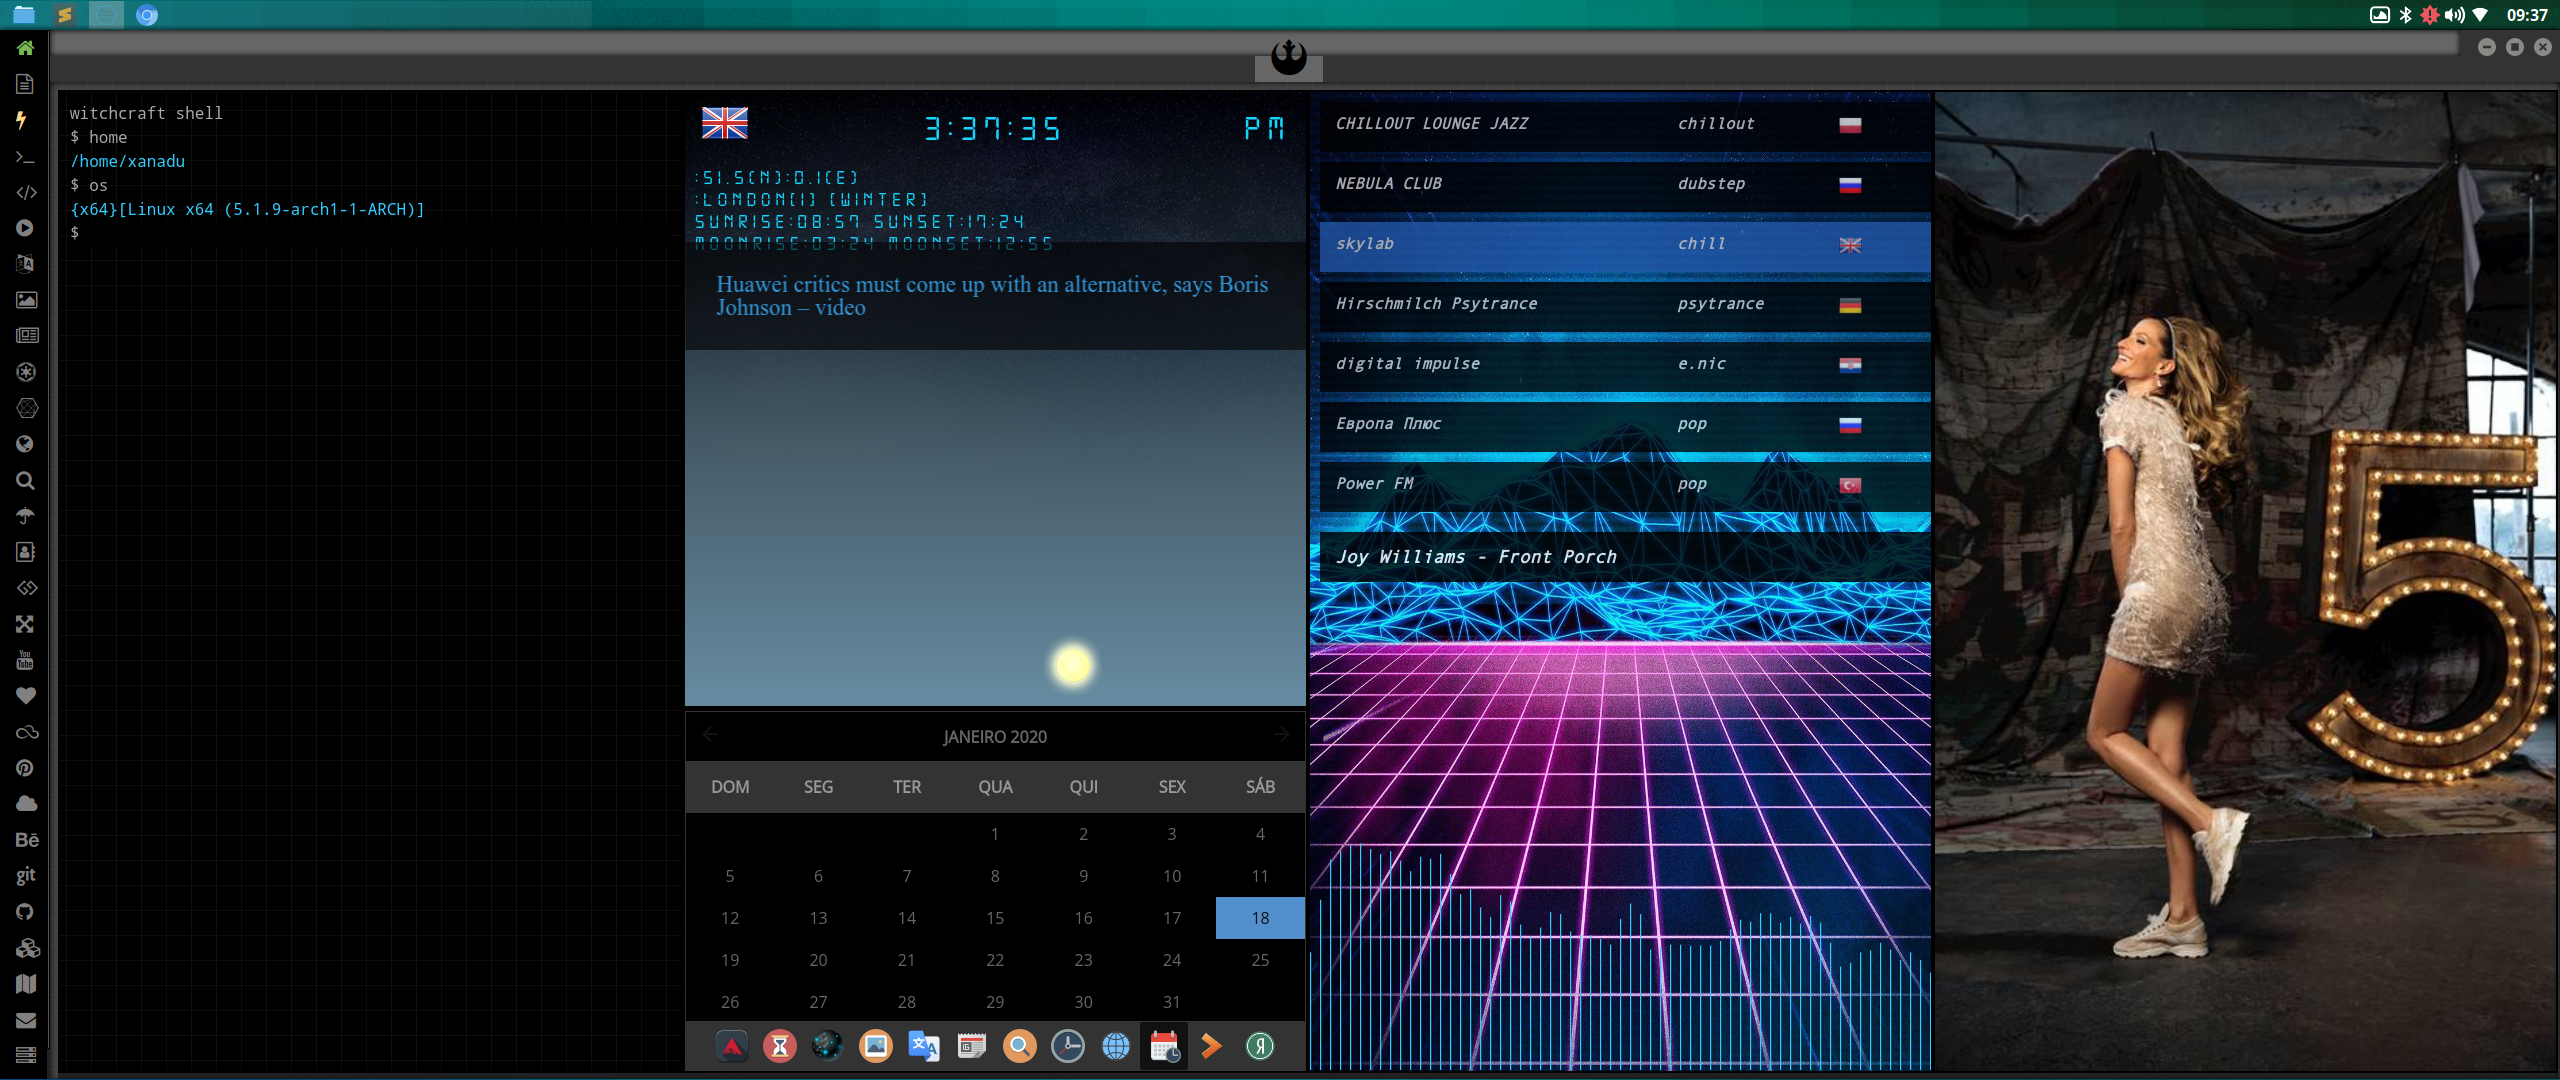 09:37
witchcraft shell
$ home
/home/xanadu
$ os
{x64}[Linux x64 (5.1.9-arch1-1-ARCH)]
$
3:37:35 PM
:51.5(N):0.1(E)
:LONDON(1) (WINTER)
SUNRISE:08:57 SUNSET:17:24
MOONRISE:03:24 MOONSET:12:55
Huawei critics must come up with an alternative, says Boris
Johnson – video
JANEIRO 2020
DOM SEG TER QUA QUI SEX SÁB
1 2 3 4
5 6 7 8 9 10 11
12 13 14 15 16 17 18
19 20 21 22 23 24 25
26 27 28 29 30 31
CHILLOUT LOUNGE JAZZ chillout
NEBULA CLUB dubstep
skylab chill
Hirschmilch Psytrance psytrance
digital impulse e.nic
Европа Плюс pop
Power FM pop
Joy Williams - Front Porch
5
You
Tube
Bē
git